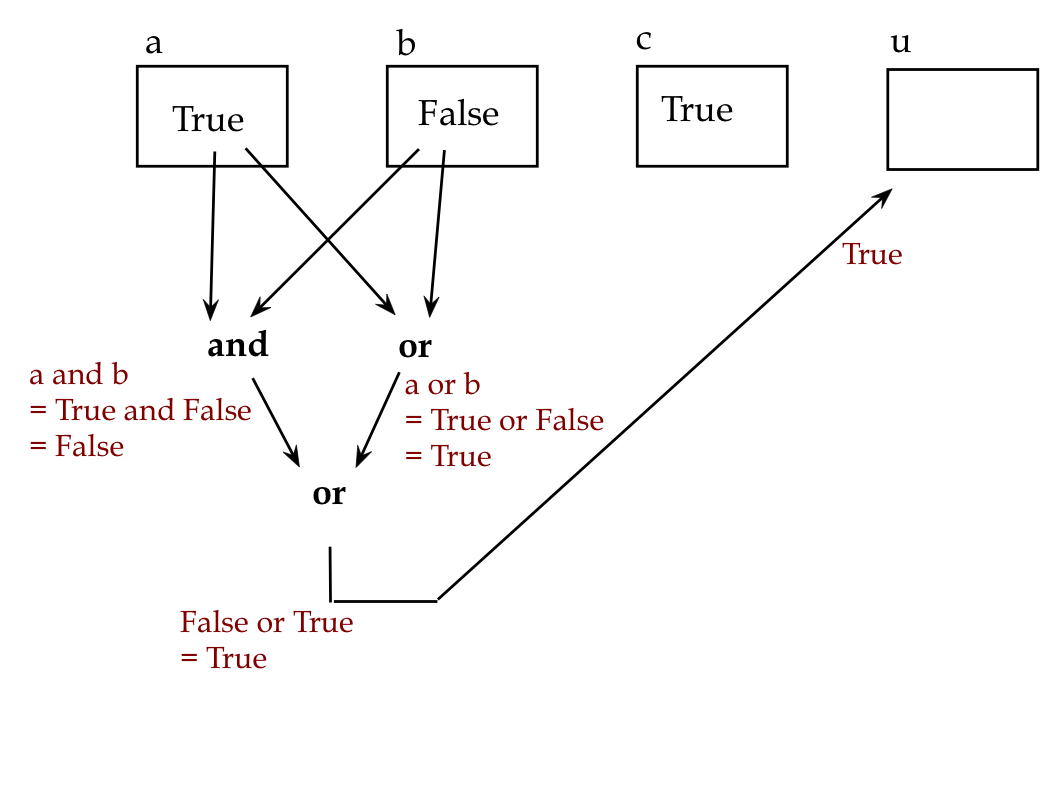 a b c u
True False True
True
and or
a and b
= True and False
= False
a or b
= True or False
= True
or
False or True
= True